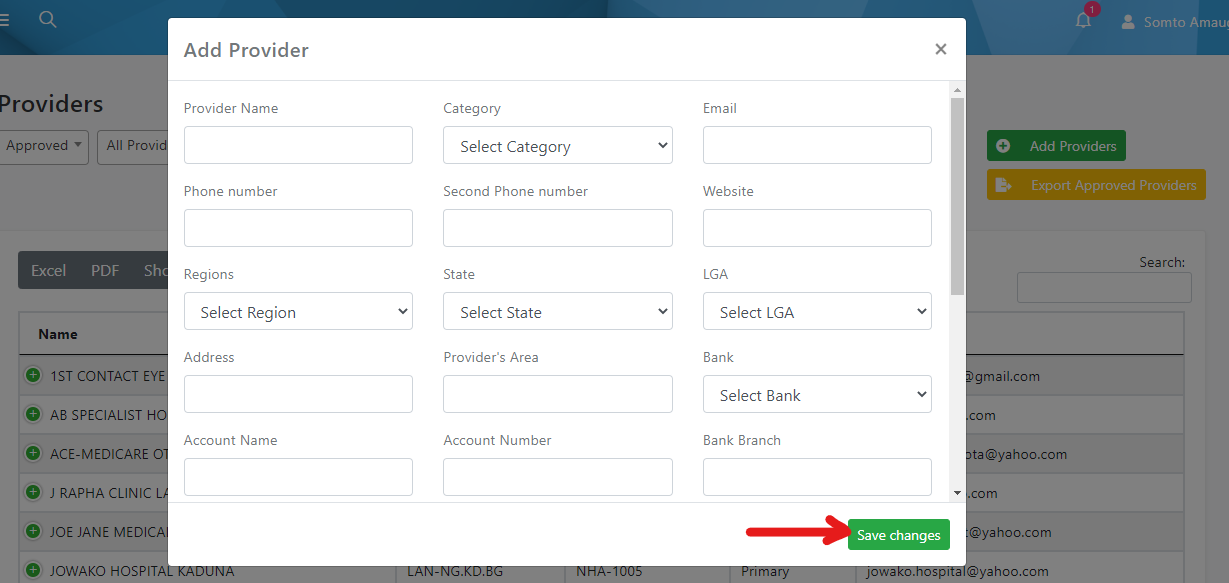 1
Somto Amaug
Add Provider
×
Providers
Approved
All Provid
Add Providers
Export Approved Providers
Provider Name
Category
Email
Select Category
Phone number
Second Phone number
Website
Regions
State
LGA
Select Region
Select State
Select LGA
Address
Provider's Area
Bank
Select Bank
Account Name
Account Number
Bank Branch
Save changes
Excel
PDF
Sho
Search:
Name
1ST CONTACT EYE
@gmail.com
AB SPECIALIST HO
.com
ACE-MEDICARE OT
ota@yahoo.com
J RAPHA CLINIC LA
.com
JOE JANE MEDICAL
@yahoo.com
JOWAKO HOSPITAL KADUNA
LAN-NG.KD.BG
NHA-1005
Primary
jowako.hospital@yahoo.com